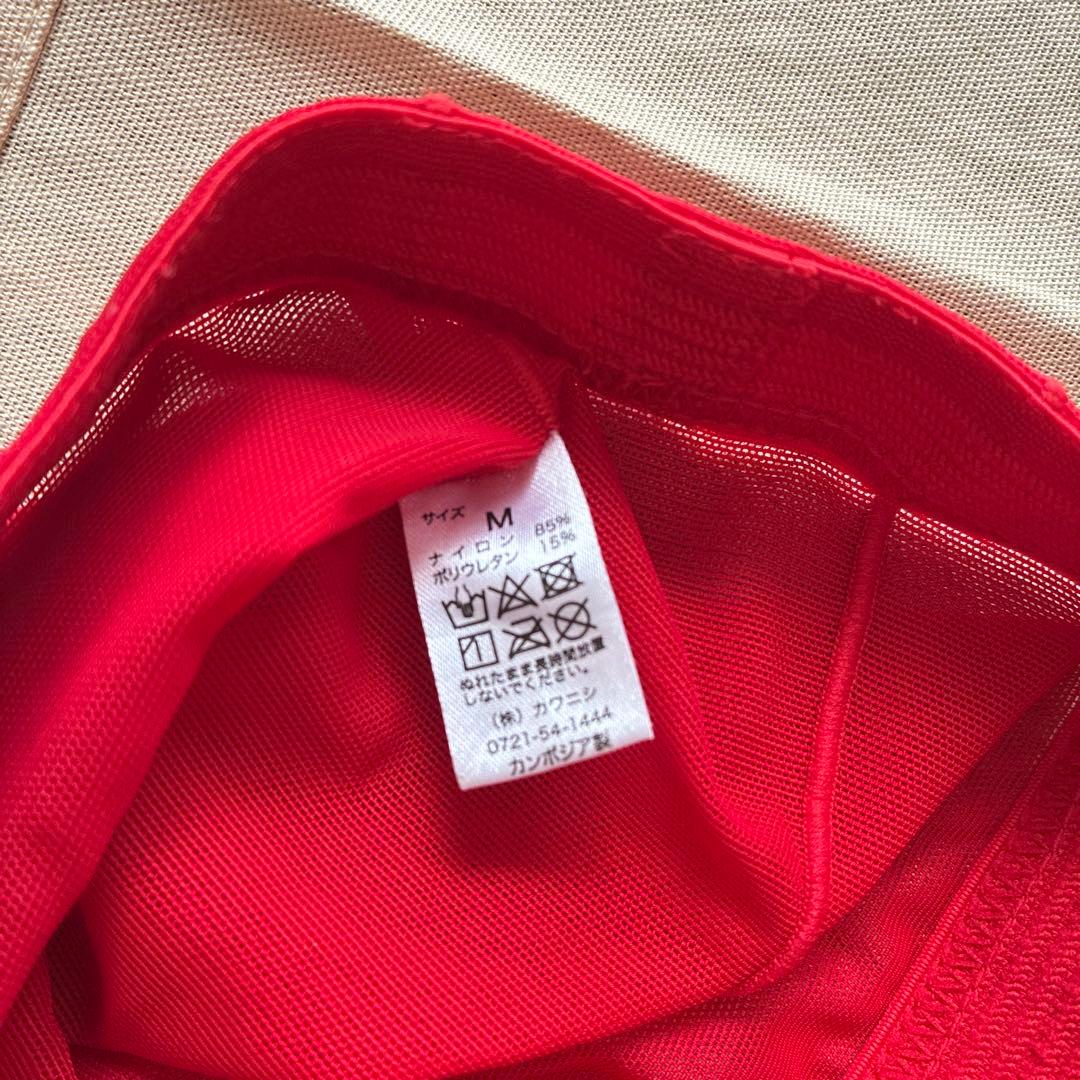 サイズ M
ナイロン 85%
ポリウレタン 15%
ぬれたまま長時間放置
しないでください。
(株) カワニシ
0721-54-1444
カンボジア製